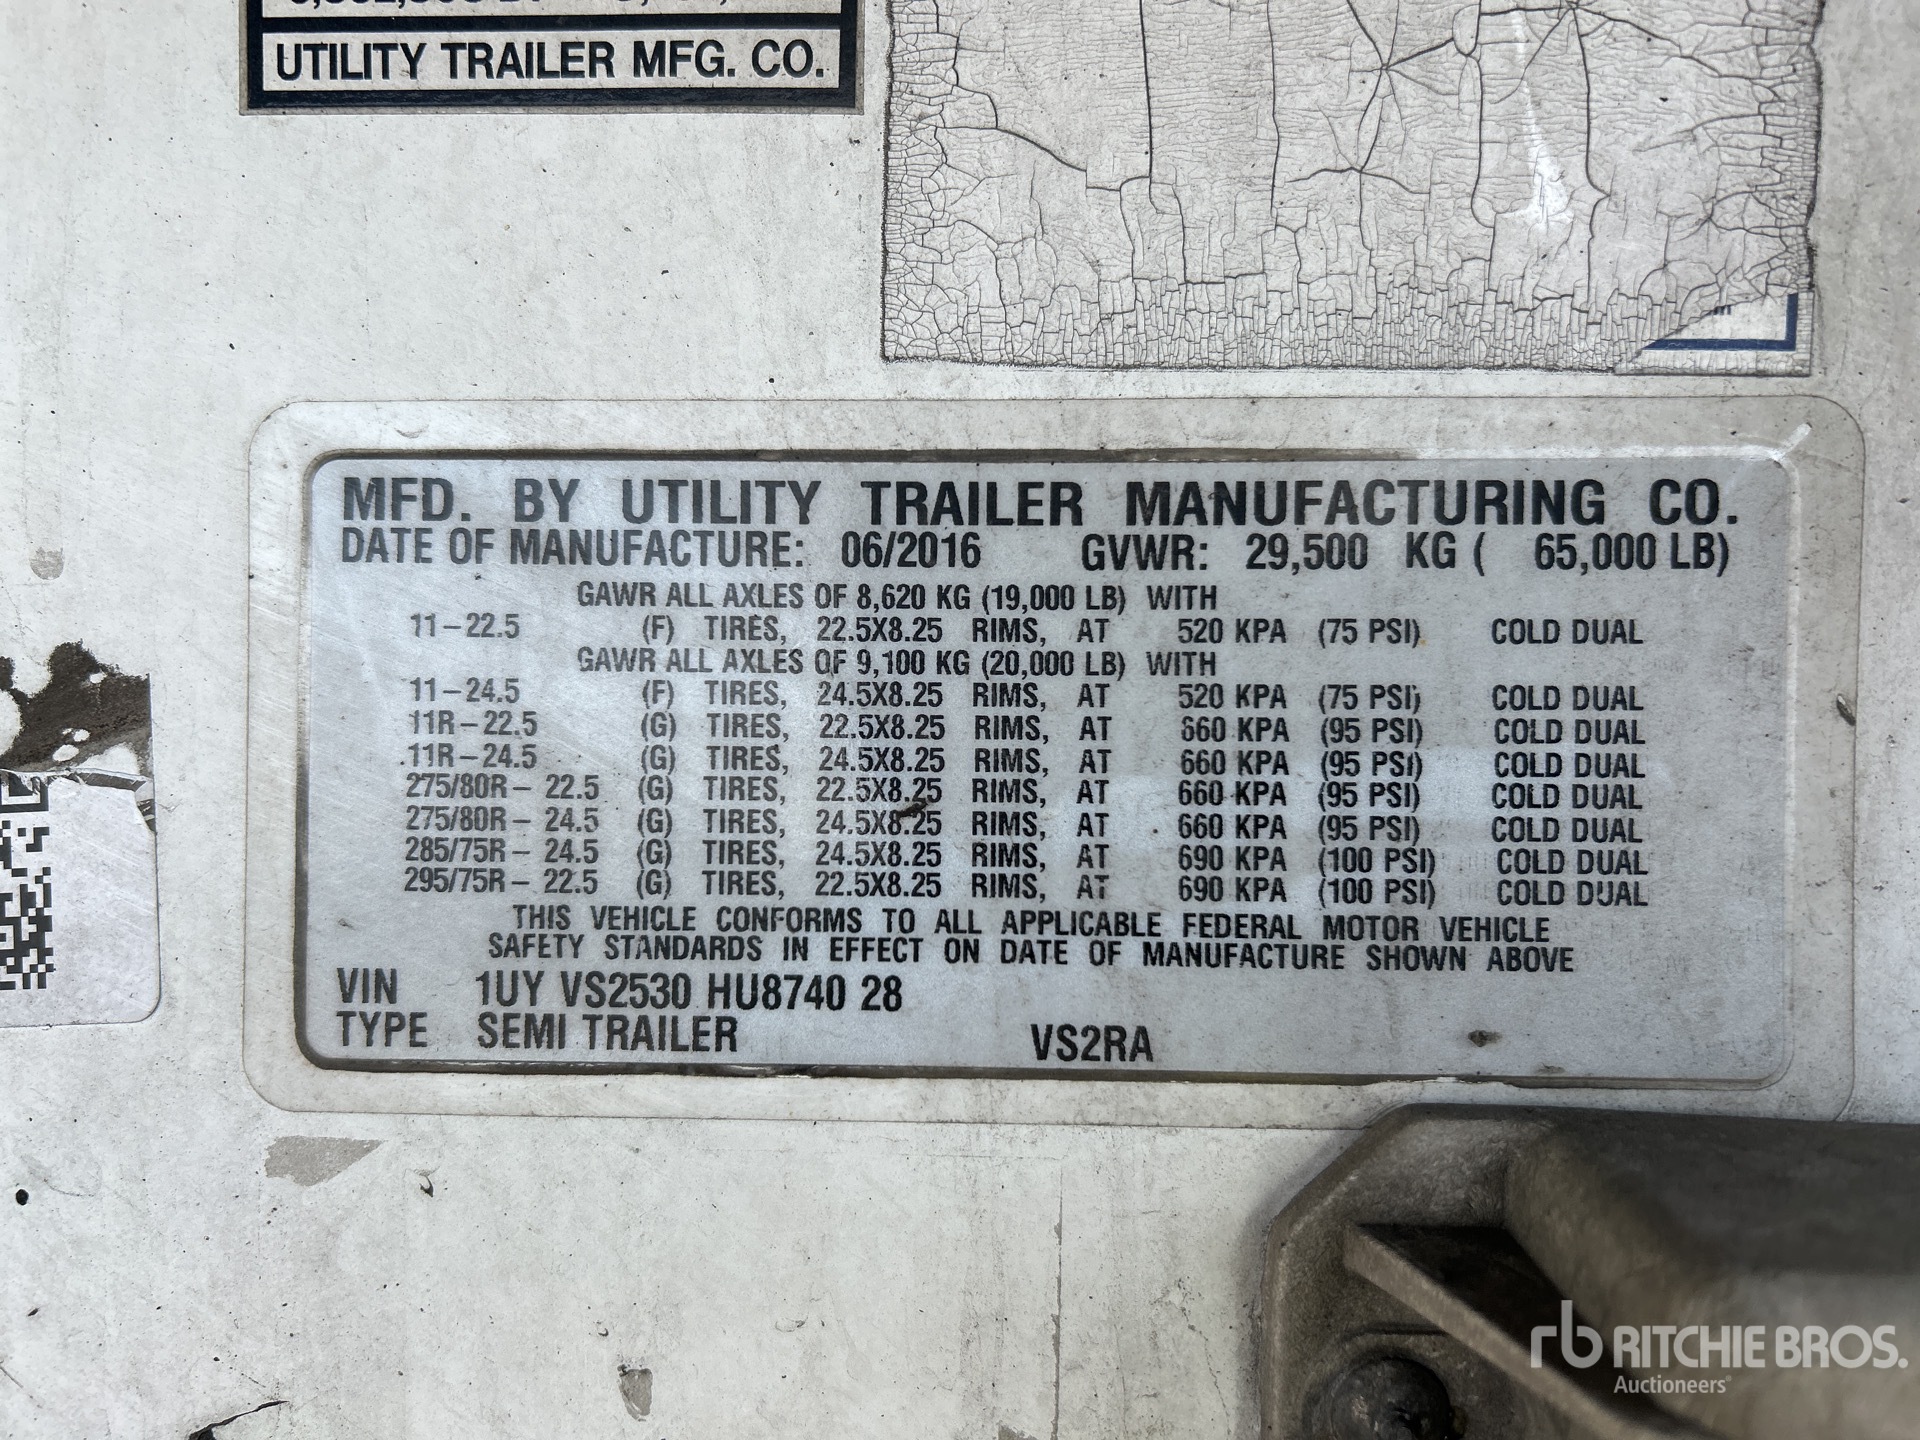 UTILITY TRAILER MFG. CO.
MFD. BY UTILITY TRAILER MANUFACTURING CO.
DATE OF MANUFACTURE: 06/2016 GVWR: 29,500 KG ( 65,000 LB)
GAWR ALL AXLES OF 8,620 KG (19,000 LB) WITH
11-22.5 (F) TIRES, 22.5X8.25 RIMS, AT 520 KPA (75 PSI) COLD DUAL
GAWR ALL AXLES OF 9,100 KG (20,000 LB) WITH
11-24.5 (F) TIRES, 24.5X8.25 RIMS, AT 520 KPA (75 PSI) COLD DUAL
11R-22.5 (G) TIRES, 22.5X8.25 RIMS, AT 660 KPA (95 PSI) COLD DUAL
11R-24.5 (G) TIRES, 24.5X8.25 RIMS, AT 660 KPA (95 PSI) COLD DUAL
275/80R- 22.5 (G) TIRES, 22.5X8.25 RIMS, AT 660 KPA (95 PSI) COLD DUAL
275/80R- 24.5 (G) TIRES, 24.5X8.25 RIMS, AT 660 KPA (95 PSI) COLD DUAL
285/75R- 24.5 (G) TIRES, 24.5X8.25 RIMS, AT 690 KPA (100 PSI) COLD DUAL
295/75R- 22.5 (G) TIRES, 22.5X8.25 RIMS, AT 690 KPA (100 PSI) COLD DUAL
THIS VEHICLE CONFORMS TO ALL APPLICABLE FEDERAL MOTOR VEHICLE
SAFETY STANDARDS IN EFFECT ON DATE OF MANUFACTURE SHOWN ABOVE
VIN 1UY VS2530 HU8740 28
TYPE SEMI TRAILER VS2RA
rb RITCHIE BROS.
Auctioneers